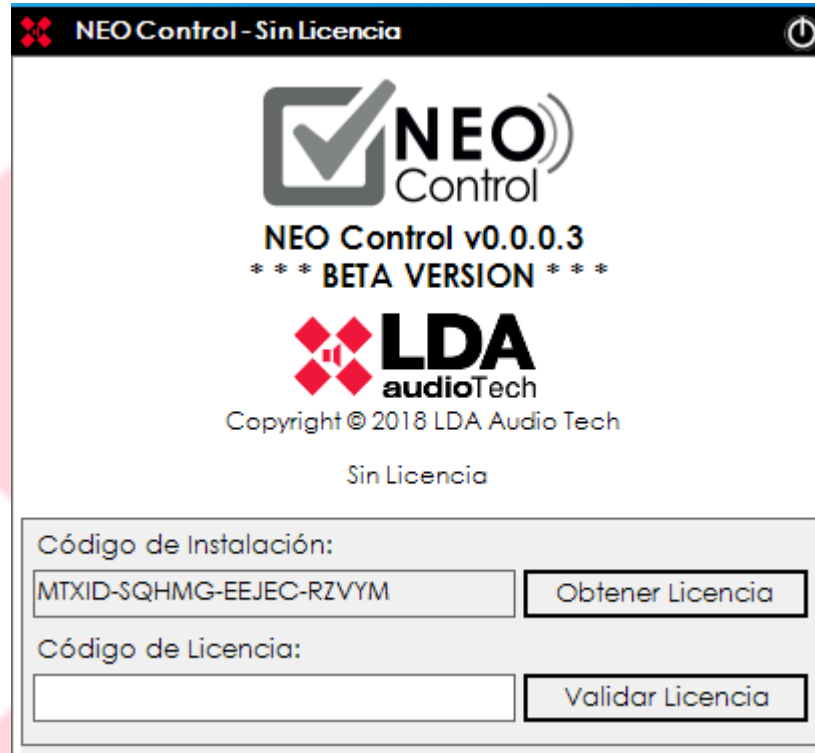 NEO Control - Sin Licencia
NEO
Control
NEO Control v0.0.0.3
* * * BETA VERSION * * *
LDA
audioTech
Copyright © 2018 LDA Audio Tech
Sin Licencia
Código de Instalación:
MTXID-SQHMG-EEJEC-RZVYM Obtener Licencia
Código de Licencia:
Validar Licencia